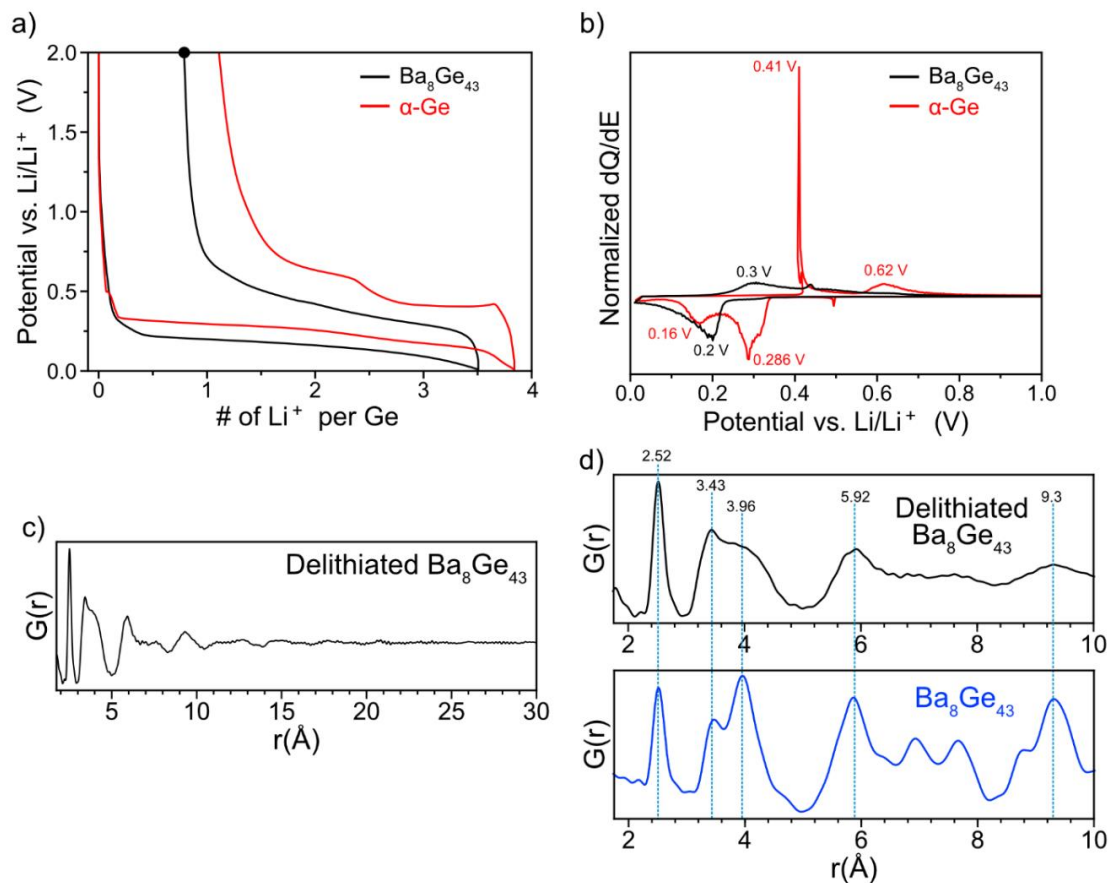 a)
2.0
1.5
1.0
0.5
0.0
0
1
2
3
4
Potential vs. Li/Li⁺ (V)
# of Li⁺ per Ge
Ba₈Ge₄₃
α-Ge
b)
0.41 V
Ba₈Ge₄₃
α-Ge
0.3 V
0.62 V
0.16 V
0.2 V
0.286 V
Normalized dQ/dE
0.0
0.2
0.4
0.6
0.8
1.0
Potential vs. Li/Li⁺ (V)
c)
Delithiated Ba₈Ge₄₃
G(r)
5
10
15
20
25
30
r(Å)
d)
2.52
3.43
3.96
5.92
9.3
Delithiated
Ba₈Ge₄₃
G(r)
2
4
6
8
10
Ba₈Ge₄₃
G(r)
2
4
6
8
10
r(Å)